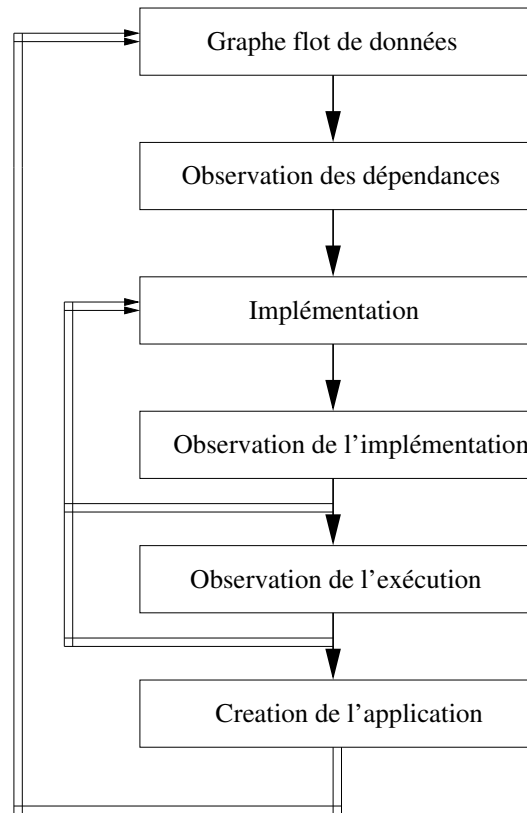 Graphe flot de données
Observation des dépendances
Implémentation
Observation de l'implémentation
Observation de l'exécution
Creation de l'application